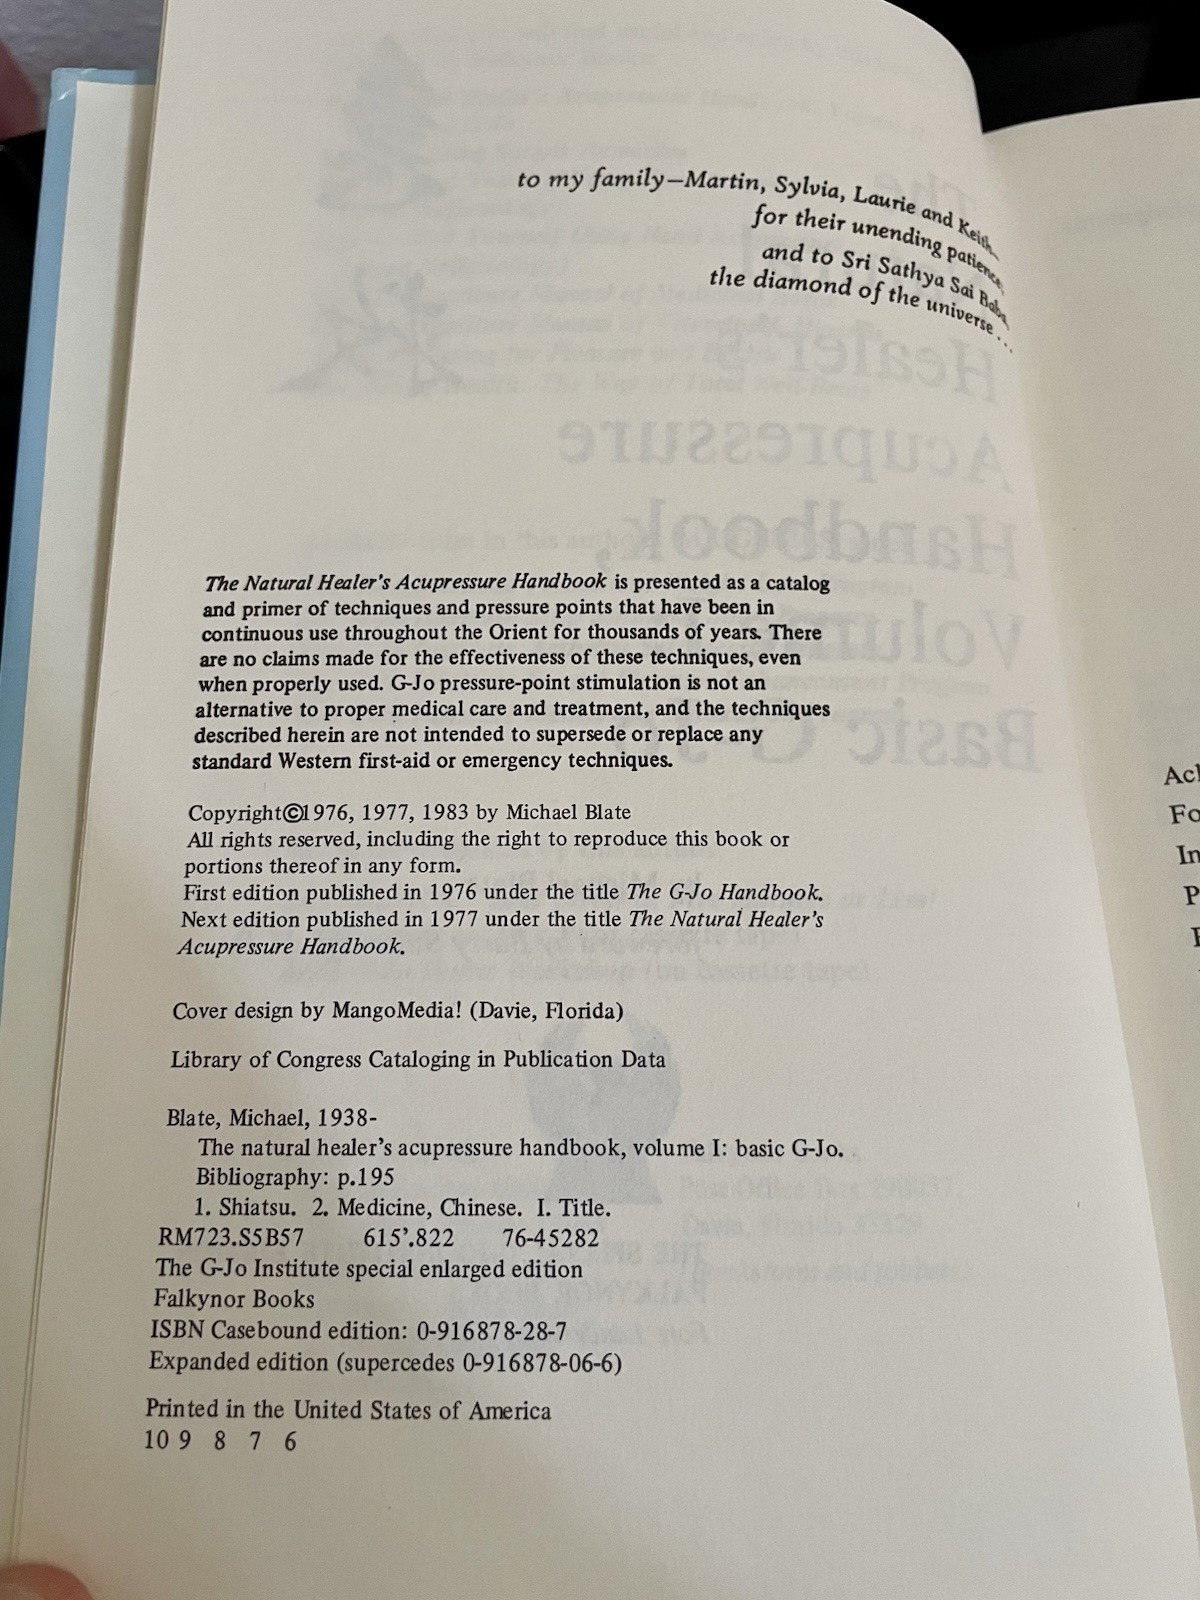 to my family—Martin, Sylvia, Laurie and Keith—
for their unending patience;
and to Sri Sathya Sai Baba,
the diamond of the universe . . .
The Natural Healer's Acupressure Handbook is presented as a catalog
and primer of techniques and pressure points that have been in
continuous use throughout the Orient for thousands of years. There
are no claims made for the effectiveness of these techniques, even
when properly used. G-Jo pressure-point stimulation is not an
alternative to proper medical care and treatment, and the techniques
described herein are not intended to supersede or replace any
standard Western first-aid or emergency techniques.
Copyright©1976, 1977, 1983 by Michael Blate
All rights reserved, including the right to reproduce this book or
portions thereof in any form.
First edition published in 1976 under the title The G-Jo Handbook.
Next edition published in 1977 under the title The Natural Healer's
Acupressure Handbook.
Cover design by MangoMedia! (Davie, Florida)
Library of Congress Cataloging in Publication Data
Blate, Michael, 1938-
The natural healer's acupressure handbook, volume I: basic G-Jo.
Bibliography: p.195
1. Shiatsu. 2. Medicine, Chinese. I. Title.
RM723.S5B57 615'.822 76-45282
The G-Jo Institute special enlarged edition
Falkynor Books
ISBN Casebound edition: 0-916878-28-7
Expanded edition (supercedes 0-916878-06-6)
Printed in the United States of America
10 9 8 7 6